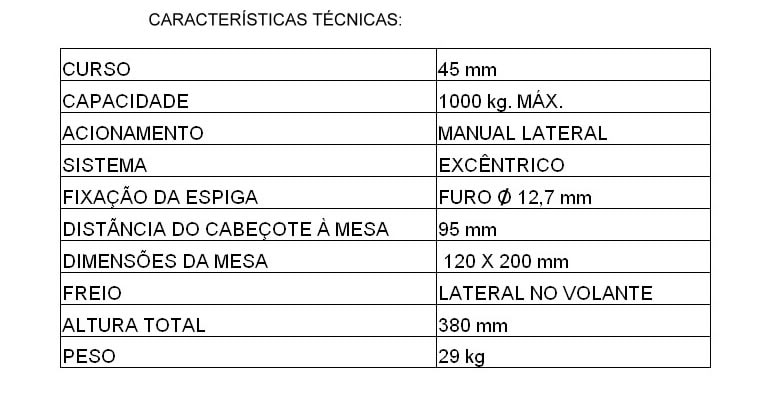 CARACTERÍSTICAS TÉCNICAS:
CURSO 45 mm
CAPACIDADE 1000 kg. MÁX.
ACIONAMENTO MANUAL LATERAL
SISTEMA EXCÊNTRICO
FIXAÇÃO DA ESPIGA FURO Ø 12,7 mm
DISTÃNCIA DO CABEÇOTE À MESA 95 mm
DIMENSÕES DA MESA 120 X 200 mm
FREIO LATERAL NO VOLANTE
ALTURA TOTAL 380 mm
PESO 29 kg